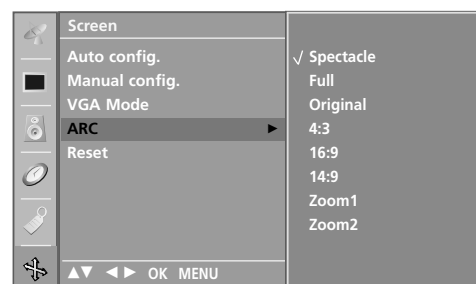 Screen
Auto config.
Manual config.
VGA Mode
ARC ►
Reset
▲▼ ◄► OK MENU
√ Spectacle
Full
Original
4:3
16:9
14:9
Zoom1
Zoom2